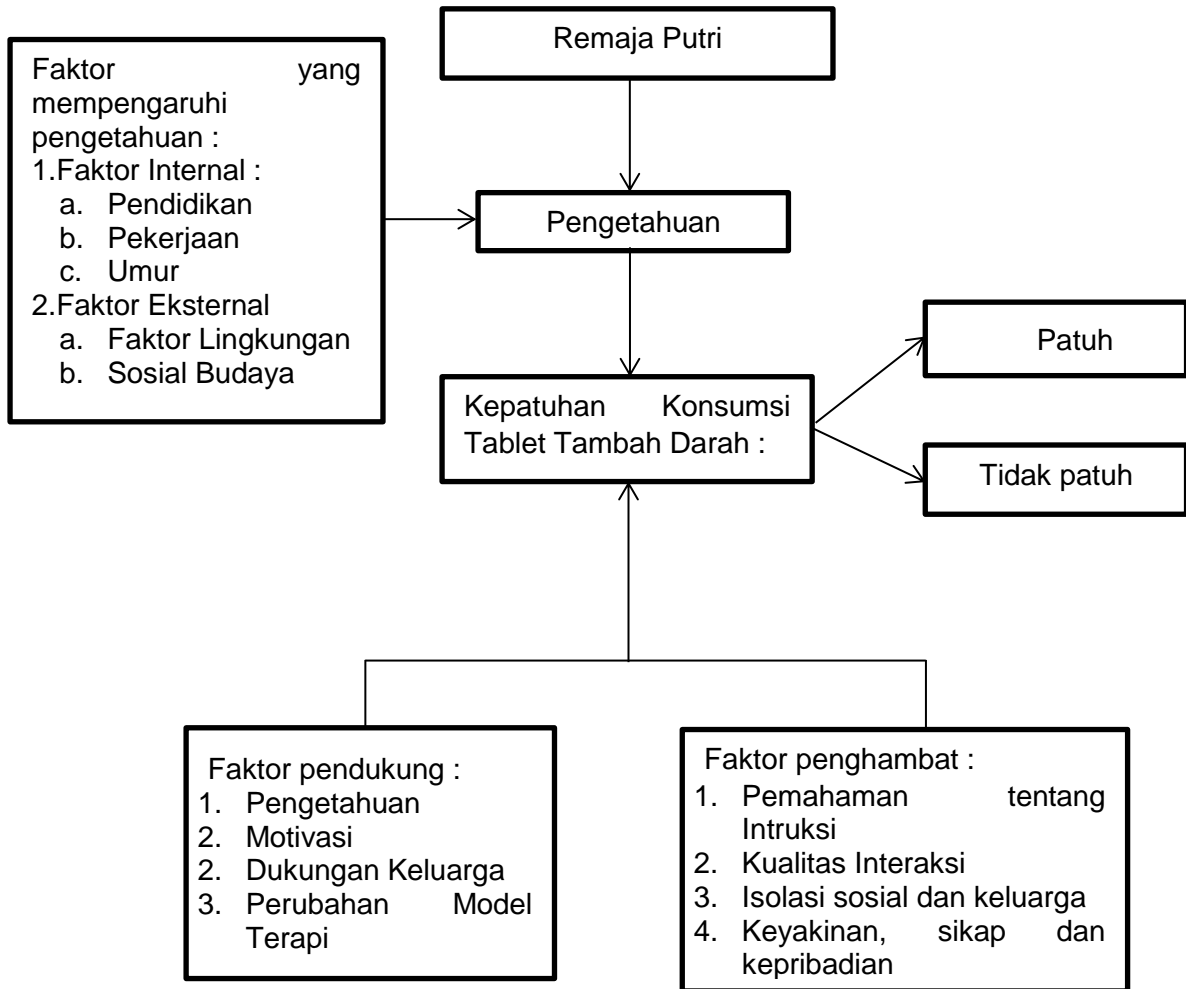 Remaja Putri
Faktor yang
mempengaruhi
pengetahuan :
1.Faktor Internal :
a. Pendidikan
b. Pekerjaan
c. Umur
2.Faktor Eksternal
a. Faktor Lingkungan
b. Sosial Budaya
Pengetahuan
Kepatuhan Konsumsi
Tablet Tambah Darah :
Patuh
Tidak patuh
Faktor pendukung :
1. Pengetahuan
2. Motivasi
2. Dukungan Keluarga
3. Perubahan Model
Terapi
Faktor penghambat :
1. Pemahaman tentang
Intruksi
2. Kualitas Interaksi
3. Isolasi sosial dan keluarga
4. Keyakinan, sikap dan
kepribadian